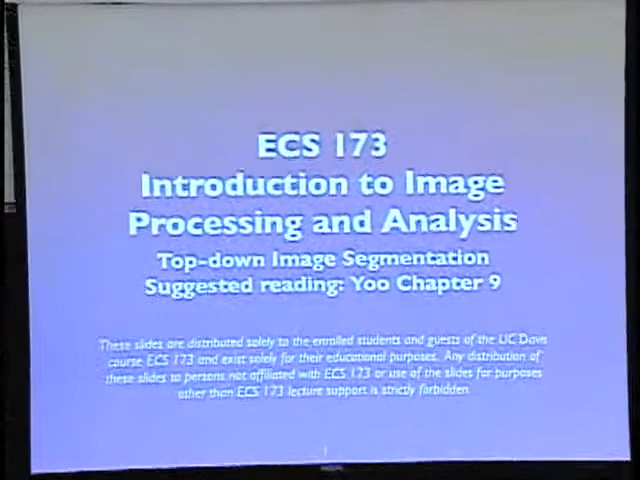 ECS 173
Introduction to Image
Processing and Analysis
Top-down Image Segmentation
Suggested reading: Yoo Chapter 9
These slides are distributed solely to the enrolled students and guests of the UC Davis
course ECS 173 and exist solely for their educational purposes. Any distribution of
these slides to persons not affiliated with ECS 173 or use of the slides for purposes
other than ECS 173 lecture support is strictly forbidden.
1